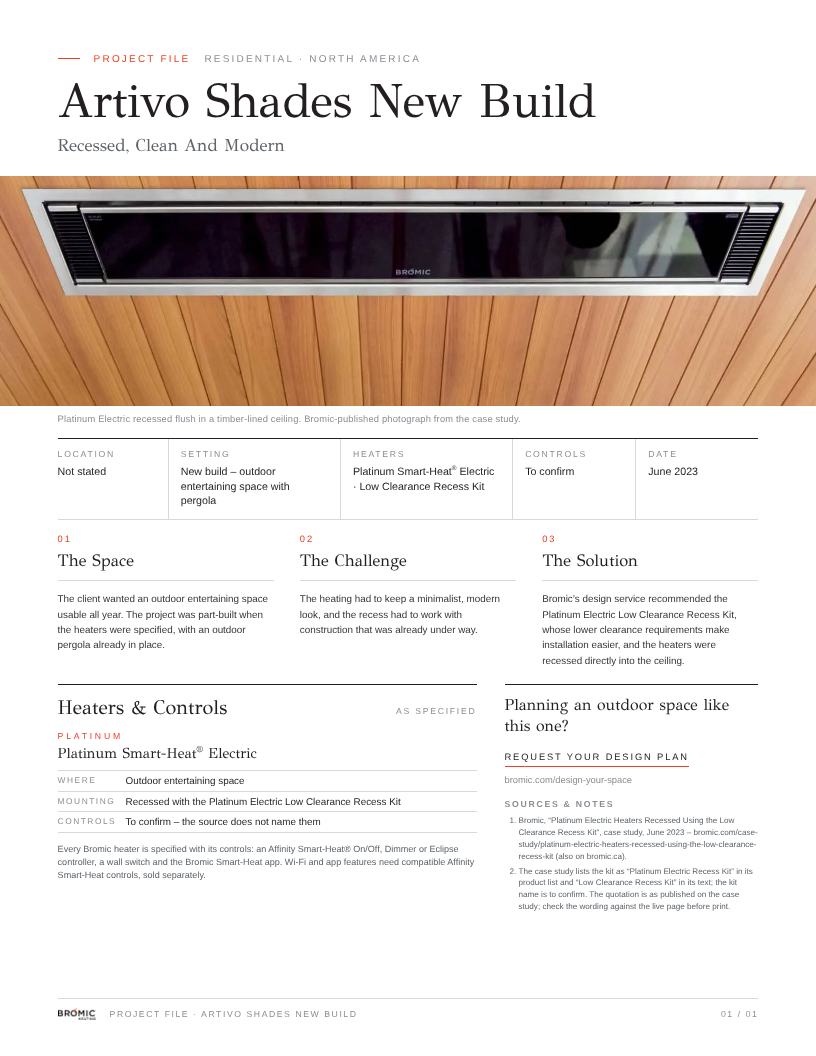 PROJECT FILE RESIDENTIAL · NORTH AMERICA
Artivo Shades New Build
Recessed, Clean And Modern
BROMIC
Platinum Electric recessed flush in a timber-lined ceiling. Bromic-published photograph from the case study.
LOCATION
Not stated
SETTING
New build – outdoor
entertaining space with
pergola
HEATERS
Platinum Smart-Heat® Electric
· Low Clearance Recess Kit
CONTROLS
To confirm
DATE
June 2023
01
The Space
The client wanted an outdoor entertaining space
usable all year. The project was part-built when
the heaters were specified, with an outdoor
pergola already in place.
02
The Challenge
The heating had to keep a minimalist, modern
look, and the recess had to work with
construction that was already under way.
03
The Solution
Bromic's design service recommended the
Platinum Electric Low Clearance Recess Kit,
whose lower clearance requirements make
installation easier, and the heaters were
recessed directly into the ceiling.
Heaters & Controls AS SPECIFIED
PLATINUM
Platinum Smart-Heat® Electric
WHERE Outdoor entertaining space
MOUNTING Recessed with the Platinum Electric Low Clearance Recess Kit
CONTROLS To confirm – the source does not name them
Every Bromic heater is specified with its controls: an Affinity Smart-Heat® On/Off, Dimmer or Eclipse
controller, a wall switch and the Bromic Smart-Heat app. Wi-Fi and app features need compatible Affinity
Smart-Heat controls, sold separately.
Planning an outdoor space like
this one?
REQUEST YOUR DESIGN PLAN
bromic.com/design-your-space
SOURCES & NOTES
1. Bromic, “Platinum Electric Heaters Recessed Using the Low
Clearance Recess Kit”, case study, June 2023 – bromic.com/case-
study/platinum-electric-heaters-recessed-using-the-low-clearance-
recess-kit (also on bromic.ca).
2. The case study lists the kit as “Platinum Electric Recess Kit” in its
product list and “Low Clearance Recess Kit” in its text; the kit
name is to confirm. The quotation is as published on the case
study; check the wording against the live page before print.
BROMIC HEATING PROJECT FILE · ARTIVO SHADES NEW BUILD 01 / 01